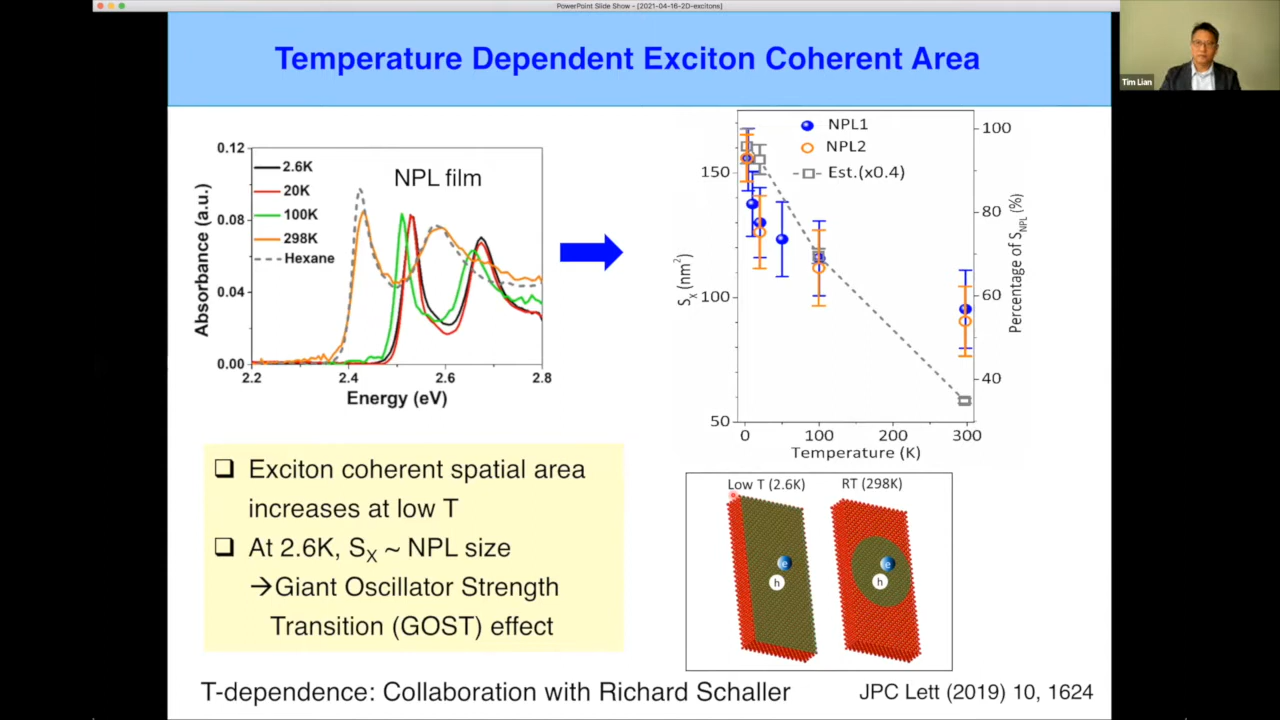 PowerPoint Slide Show - [2021-04-16-2D-excitons]
Tim Lian
Temperature Dependent Exciton Coherent Area
0.12
0.08
0.04
0.00
Absorbance (a.u.)
2.6K
20K
100K
298K
Hexane
NPL film
2.2
2.4
2.6
2.8
Energy (eV)
NPL1
NPL2
Est.(x0.4)
150
100
50
SX (nm2)
100
80
60
40
Percentage of SNPL (%)
0
100
200
300
Temperature (K)
❑ Exciton coherent spatial area
increases at low T
❑ At 2.6K, SX ~ NPL size
→Giant Oscillator Strength
Transition (GOST) effect
Low T (2.6K)
RT (298K)
e
h
e
h
T-dependence: Collaboration with Richard Schaller
JPC Lett (2019) 10, 1624